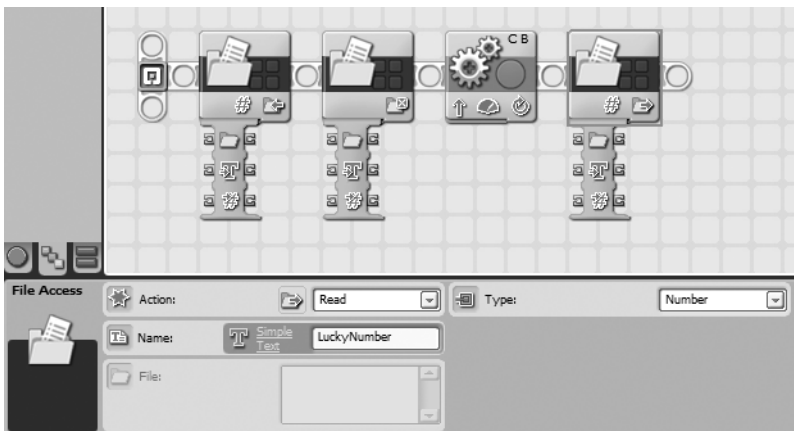 C B
File Access
Action:
Read
Type:
Number
Name:
Simple
Text
LuckyNumber
File: